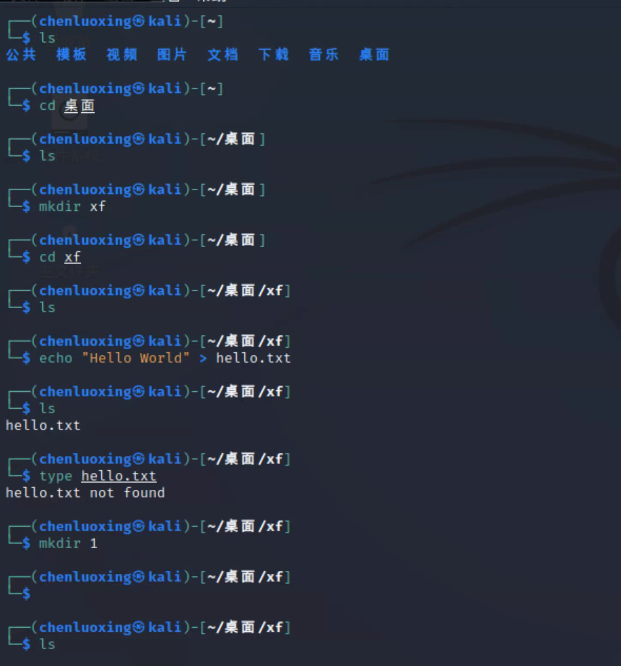 ┌──(chenluoxing㉿kali)-[~]
└─$ ls
公共 模板 视频 图片 文档 下载 音乐 桌面
┌──(chenluoxing㉿kali)-[~]
└─$ cd 桌面
┌──(chenluoxing㉿kali)-[~/桌面]
└─$ ls
┌──(chenluoxing㉿kali)-[~/桌面]
└─$ mkdir xf
┌──(chenluoxing㉿kali)-[~/桌面]
└─$ cd xf
┌──(chenluoxing㉿kali)-[~/桌面/xf]
└─$ ls
┌──(chenluoxing㉿kali)-[~/桌面/xf]
└─$ echo "Hello World" > hello.txt
┌──(chenluoxing㉿kali)-[~/桌面/xf]
└─$ ls
hello.txt
┌──(chenluoxing㉿kali)-[~/桌面/xf]
└─$ type hello.txt
hello.txt not found
┌──(chenluoxing㉿kali)-[~/桌面/xf]
└─$ mkdir 1
┌──(chenluoxing㉿kali)-[~/桌面/xf]
└─$
┌──(chenluoxing㉿kali)-[~/桌面/xf]
└─$ ls